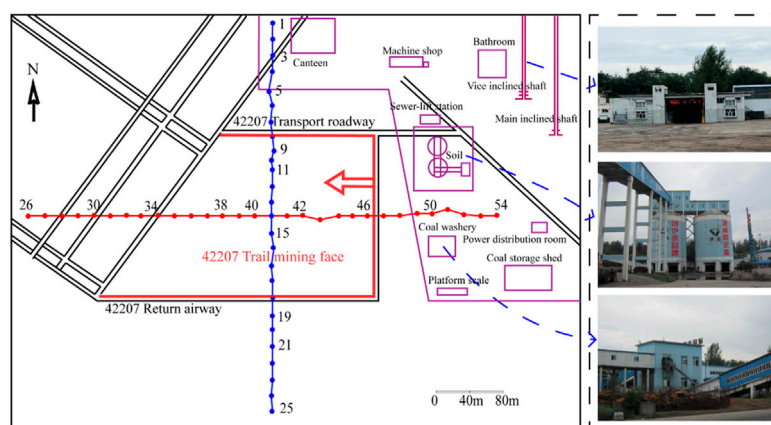 1
Bathroom
Machine shop
N
3
Canteen
Vice inclined shaft
5
Sewer-lift station
Main inclined shaft
42207 Transport roadway
9
Soil
11
26
30
34
40
42
46
50
54
15
Coal washery
Power distribution room
42207 Trail mining face
Coal storage shed
Platform scale
42207 Return airway
19
21
0
40m
80m
25